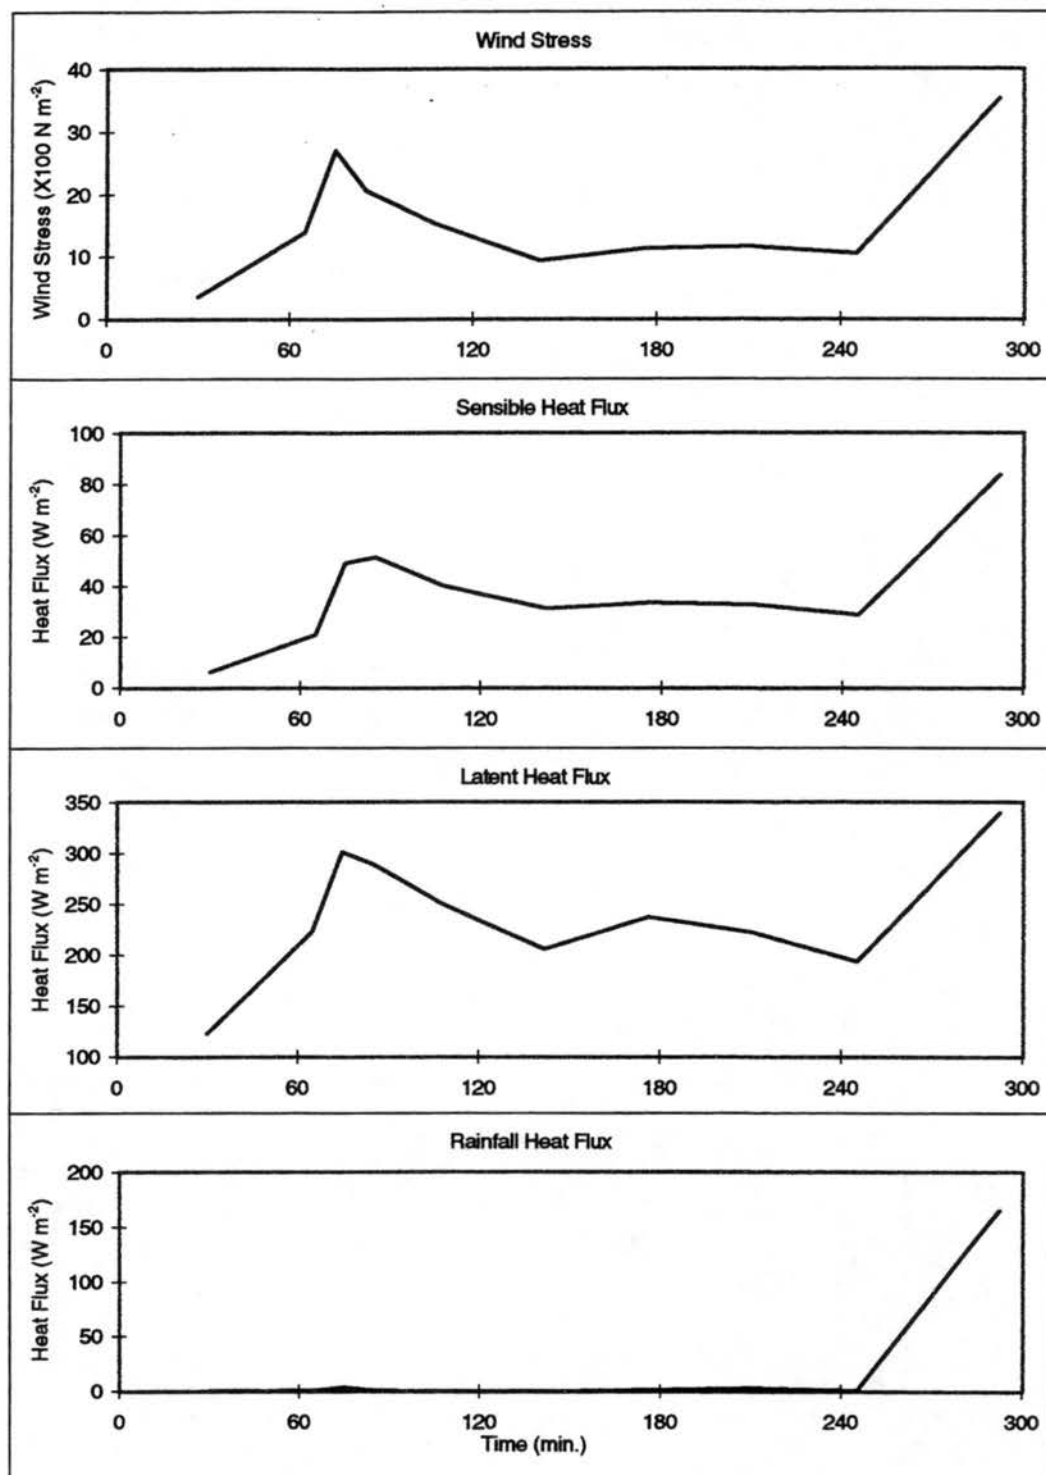 Wind Stress
Wind Stress (X100 N m-2)
40
30
20
10
0
0 60 120 180 240 300
Sensible Heat Flux
Heat Flux (W m-2)
100
80
60
40
20
0
0 60 120 180 240 300
Latent Heat Flux
Heat Flux (W m-2)
350
300
250
200
150
100
0 60 120 180 240 300
Rainfall Heat Flux
Heat Flux (W m-2)
200
150
100
50
0
0 60 120 180 240 300
Time (min.)